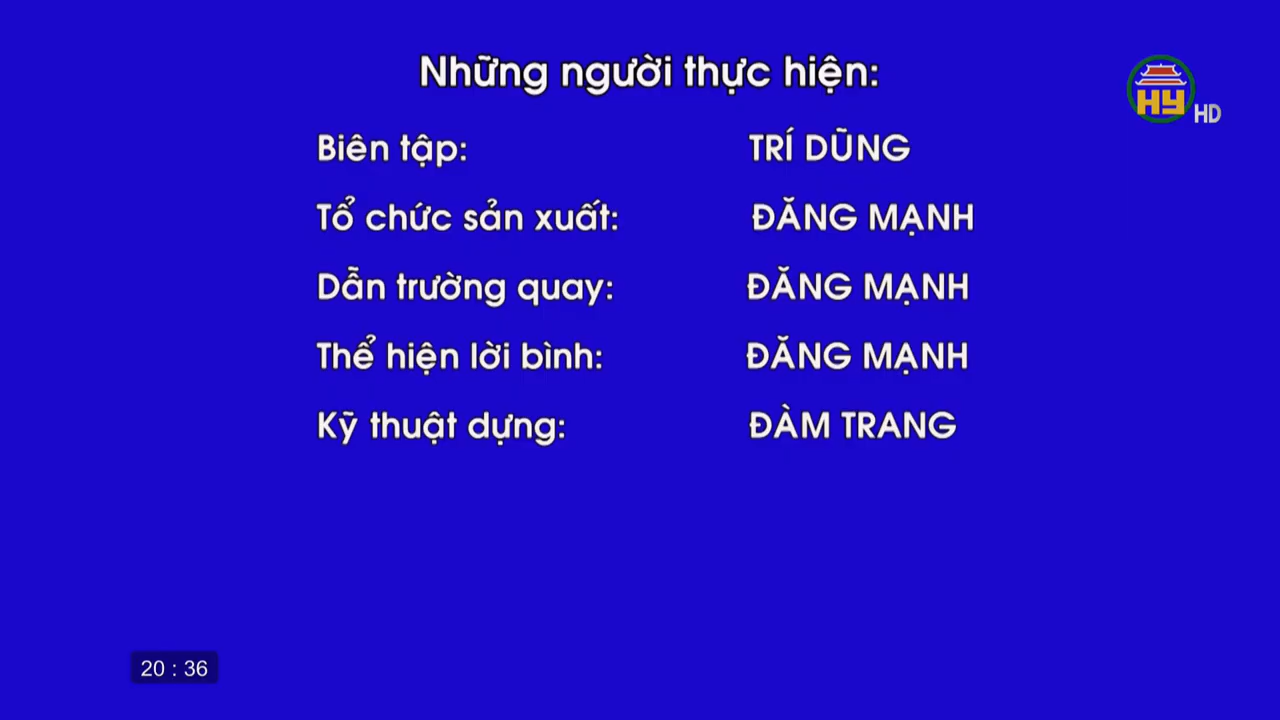 Những người thực hiện:
HY HD
Biên tập: TRÍ DŨNG
Tổ chức sản xuất: ĐĂNG MẠNH
Dẫn trường quay: ĐĂNG MẠNH
Thể hiện lời bình: ĐĂNG MẠNH
Kỹ thuật dựng: ĐÀM TRANG
20 : 36